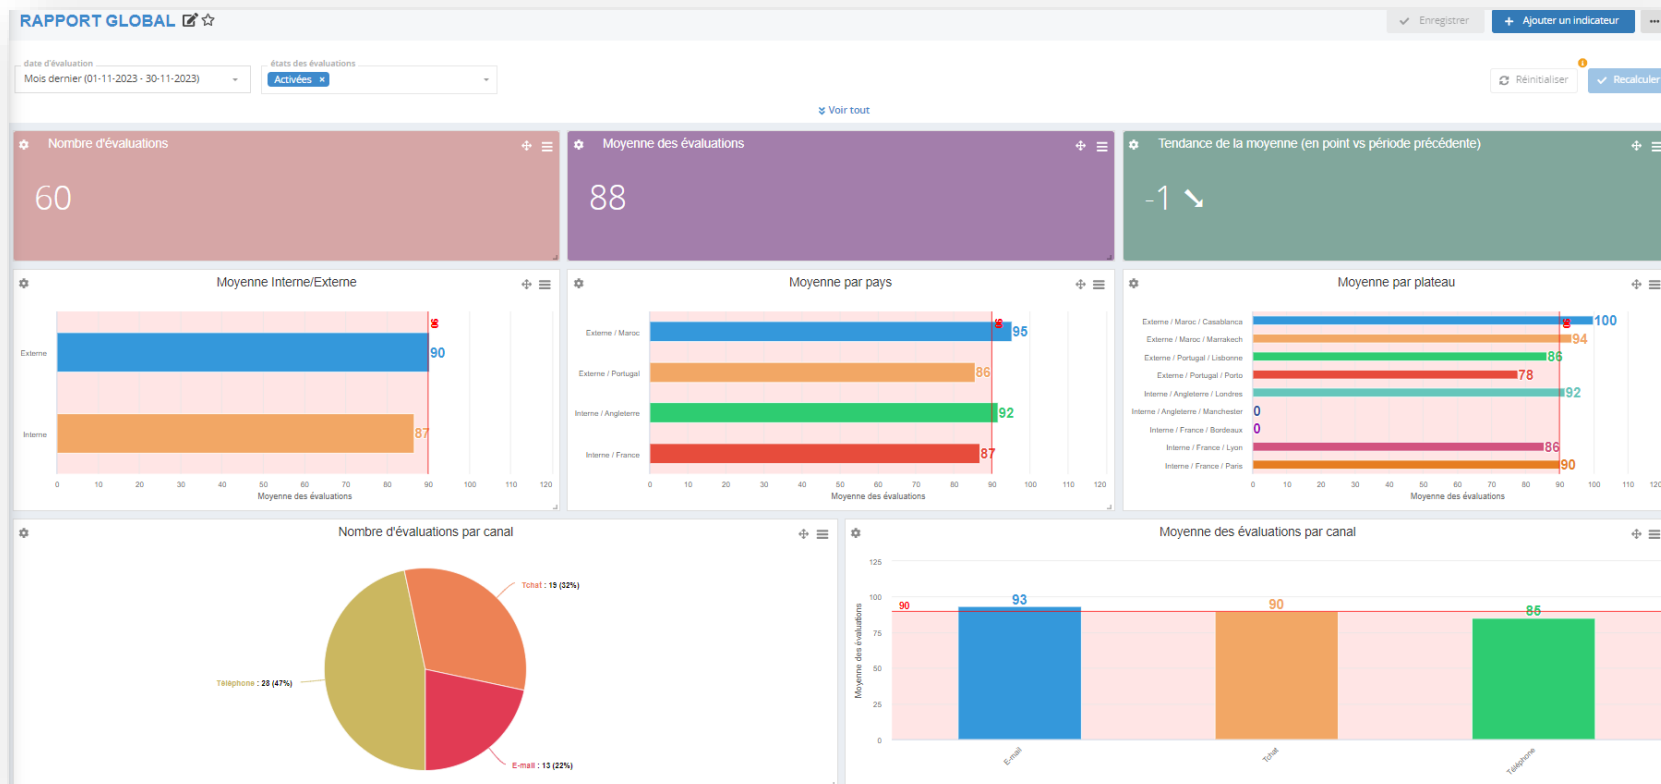 RAPPORT GLOBAL
Enregistrer
+ Ajouter un indicateur
date d'évaluation
Mois dernier (01-11-2023 - 30-11-2023)
états des évaluations
Activées ×
Réinitialiser
Recalculer
Voir tout
Nombre d'évaluations
60
Moyenne des évaluations
88
Tendance de la moyenne (en point vs période précédente)
-1
Moyenne Interne/Externe
Externe
90
Interne
87
0 10 20 30 40 50 60 70 80 90 100 110 120
Moyenne des évaluations
Moyenne par pays
Externe / Maroc
95
Externe / Portugal
86
Interne / Angleterre
92
Interne / France
87
0 10 20 30 40 50 60 70 80 90 100 110 120
Moyenne des évaluations
Moyenne par plateau
Externe / Maroc / Casablanca
100
Externe / Maroc / Marrakech
94
Externe / Portugal / Lisbonne
86
Externe / Portugal / Porto
78
Interne / Angleterre / Londres
92
Interne / Angleterre / Manchester
0
Interne / France / Bordeaux
0
Interne / France / Lyon
86
Interne / France / Paris
90
0 10 20 30 40 50 60 70 80 90 100 110 120
Moyenne des évaluations
Nombre d'évaluations par canal
Tchat : 19 (32%)
Téléphone : 28 (47%)
E-mail : 13 (22%)
Moyenne des évaluations par canal
Moyenne des évaluations
125
100
75
50
25
0
90
93
90
85
E-mail
Tchat
Téléphone